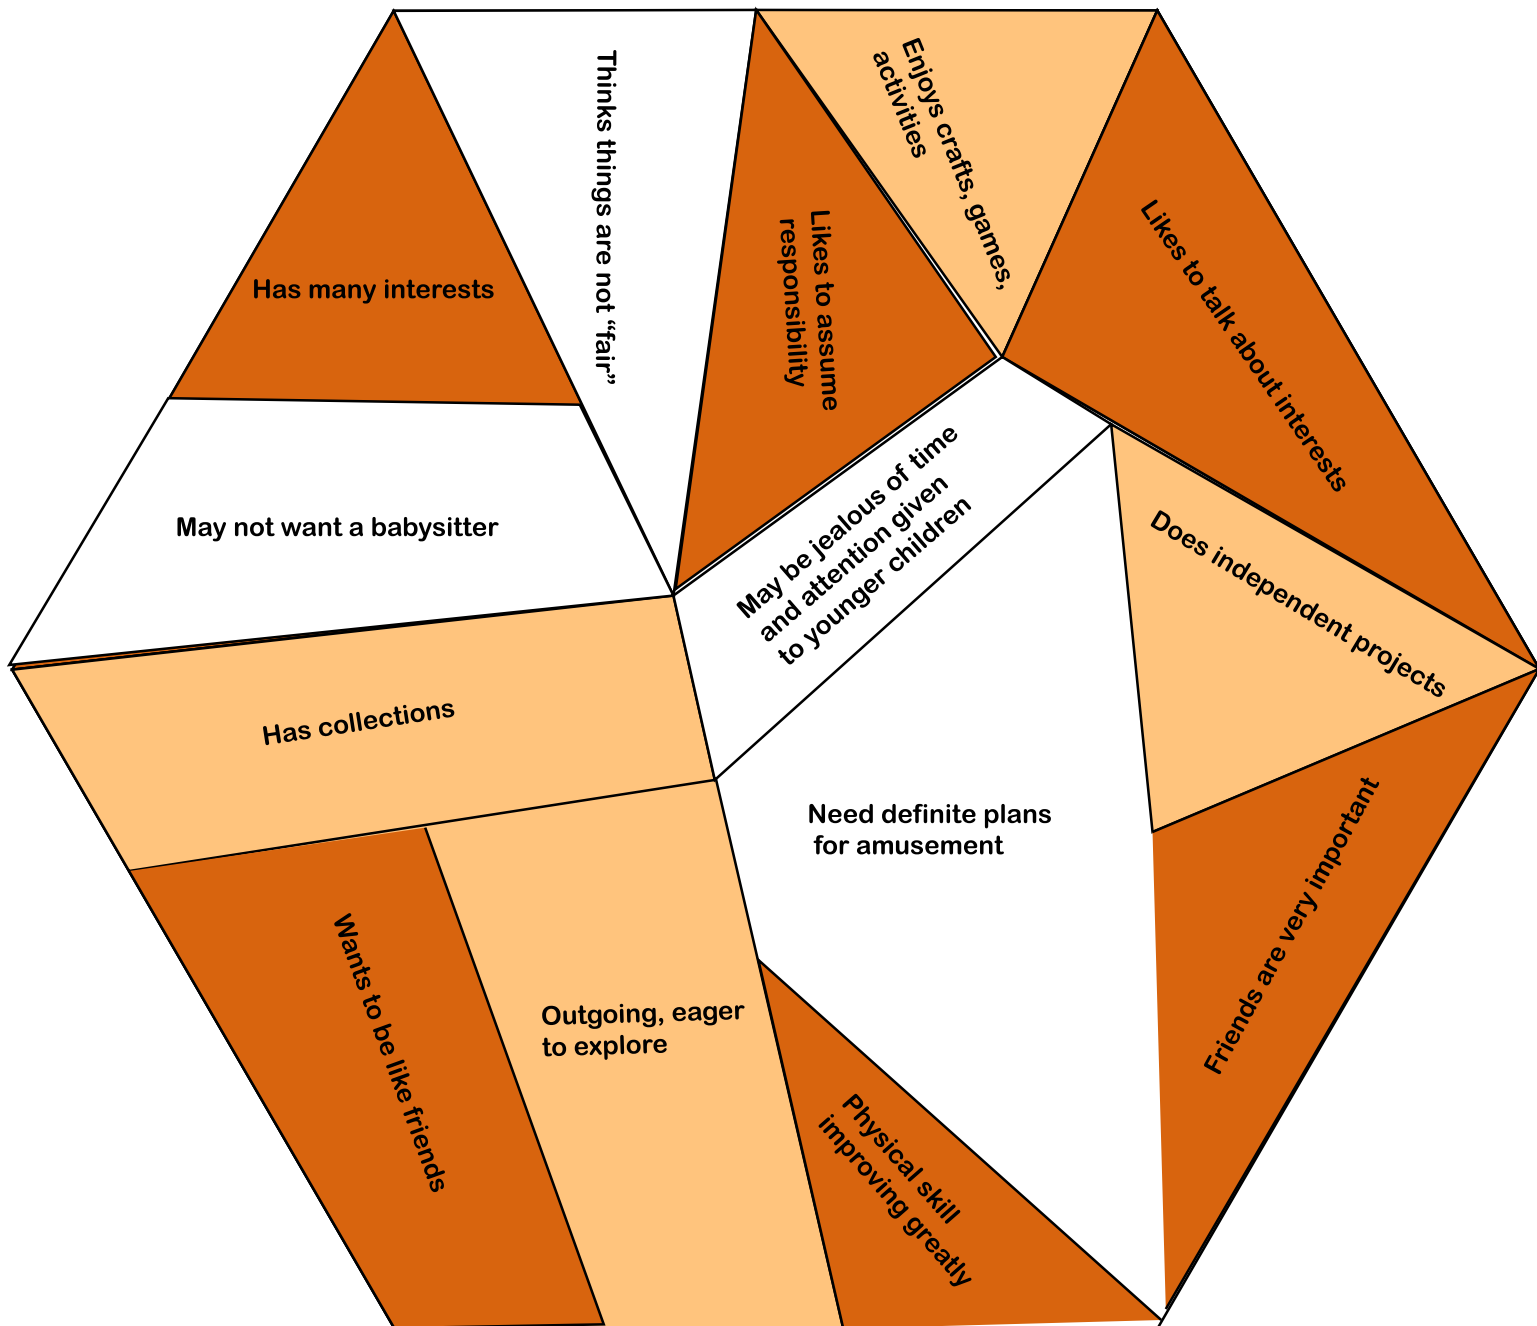 Thinks things are not “fair”
Enjoys crafts, games,
activities
Likes to assume
responsibility
Likes to talk about interests
Has many interests
May not want a babysitter
May be jealous of time
and attention given
to younger children
Does independent projects
Has collections
Need definite plans
for amusement
Friends are very important
Wants to be like friends
Outgoing, eager
to explore
Physical skill
improving greatly